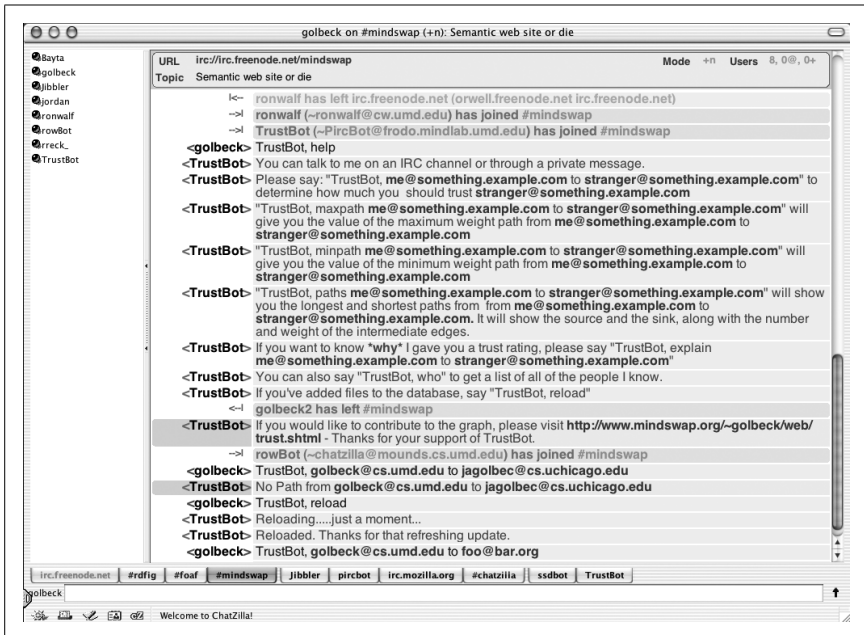 golbeck on #mindswap (+n): Semantic web site or die
Bayta
golbeck
Jibbler
jordan
ronwalf
rowBot
rreck_
TrustBot
URL irc://irc.freenode.net/mindswap Mode +n Users 8, 0@, 0+
Topic Semantic web site or die
|<-- ronwalf has left irc.freenode.net (orwell.freenode.net irc.freenode.net)
-->| ronwalf (~ronwalf@cw.umd.edu) has joined #mindswap
-->| TrustBot (~PircBot@frodo.mindlab.umd.edu) has joined #mindswap
<golbeck> TrustBot, help
<TrustBot> You can talk to me on an IRC channel or through a private message.
<TrustBot> Please say: "TrustBot, me@something.example.com to stranger@something.example.com" to
determine how much you should trust stranger@something.example.com
<TrustBot> "TrustBot, maxpath me@something.example.com to stranger@something.example.com" will
give you the value of the maximum weight path from me@something.example.com to
stranger@something.example.com
<TrustBot> "TrustBot, minpath me@something.example.com to stranger@something.example.com" will
give you the value of the minimum weight path from me@something.example.com to
stranger@something.example.com
<TrustBot> "TrustBot, paths me@something.example.com to stranger@something.example.com" will show
you the longest and shortest paths from from me@something.example.com to
stranger@something.example.com. It will show the source and the sink, along with the number
and weight of the intermediate edges.
<TrustBot> If you want to know *why* I gave you a trust rating, please say "TrustBot, explain
me@something.example.com to stranger@something.example.com"
<TrustBot> You can also say "TrustBot, who" to get a list of all of the people I know.
<TrustBot> If you've added files to the database, say "TrustBot, reload"
<--| golbeck2 has left #mindswap
<TrustBot> If you would like to contribute to the graph, please visit http://www.mindswap.org/~golbeck/web/
trust.shtml - Thanks for your support of TrustBot.
-->| rowBot (~chatzilla@mounds.cs.umd.edu) has joined #mindswap
<golbeck> TrustBot, golbeck@cs.umd.edu to jagolbec@cs.uchicago.edu
<TrustBot> No Path from golbeck@cs.umd.edu to jagolbec@cs.uchicago.edu
<golbeck> TrustBot, reload
<TrustBot> Reloading.....just a moment...
<TrustBot> Reloaded. Thanks for that refreshing update.
<golbeck> TrustBot, golbeck@cs.umd.edu to foo@bar.org
irc.freenode.net #rdfig #foaf #mindswap Jibbler pircbot irc.mozilla.org #chatzilla ssdbot TrustBot
golbeck
Welcome to ChatZilla!